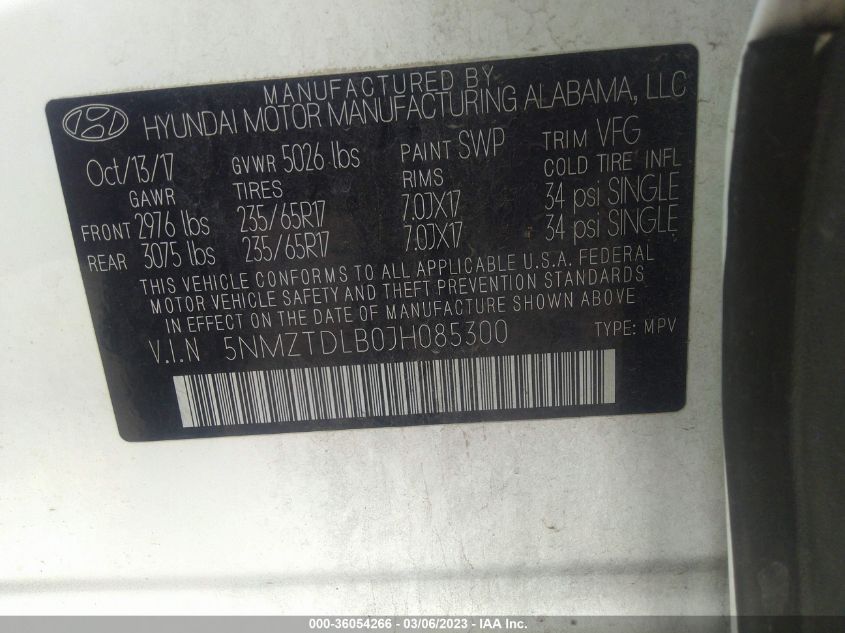 MANUFACTURED BY
HYUNDAI MOTOR MANUFACTURING ALABAMA, LLC
Oct/13/17 GVWR 5026 lbs PAINT SWP TRIM VFG
GAWR TIRES RIMS COLD TIRE INFL
FRONT 2976 lbs 235/65R17 7.0JX17 34 psi SINGLE
REAR 3075 lbs 235/65R17 7.0JX17 34 psi SINGLE
THIS VEHICLE CONFORMS TO ALL APPLICABLE U.S.A. FEDERAL
MOTOR VEHICLE SAFETY AND THEFT PREVENTION STANDARDS
IN EFFECT ON THE DATE OF MANUFACTURE SHOWN ABOVE
V.I.N 5NMZTDLB0JH085300 TYPE: MPV
000-36054266 - 03/06/2023 - © IAA Inc.